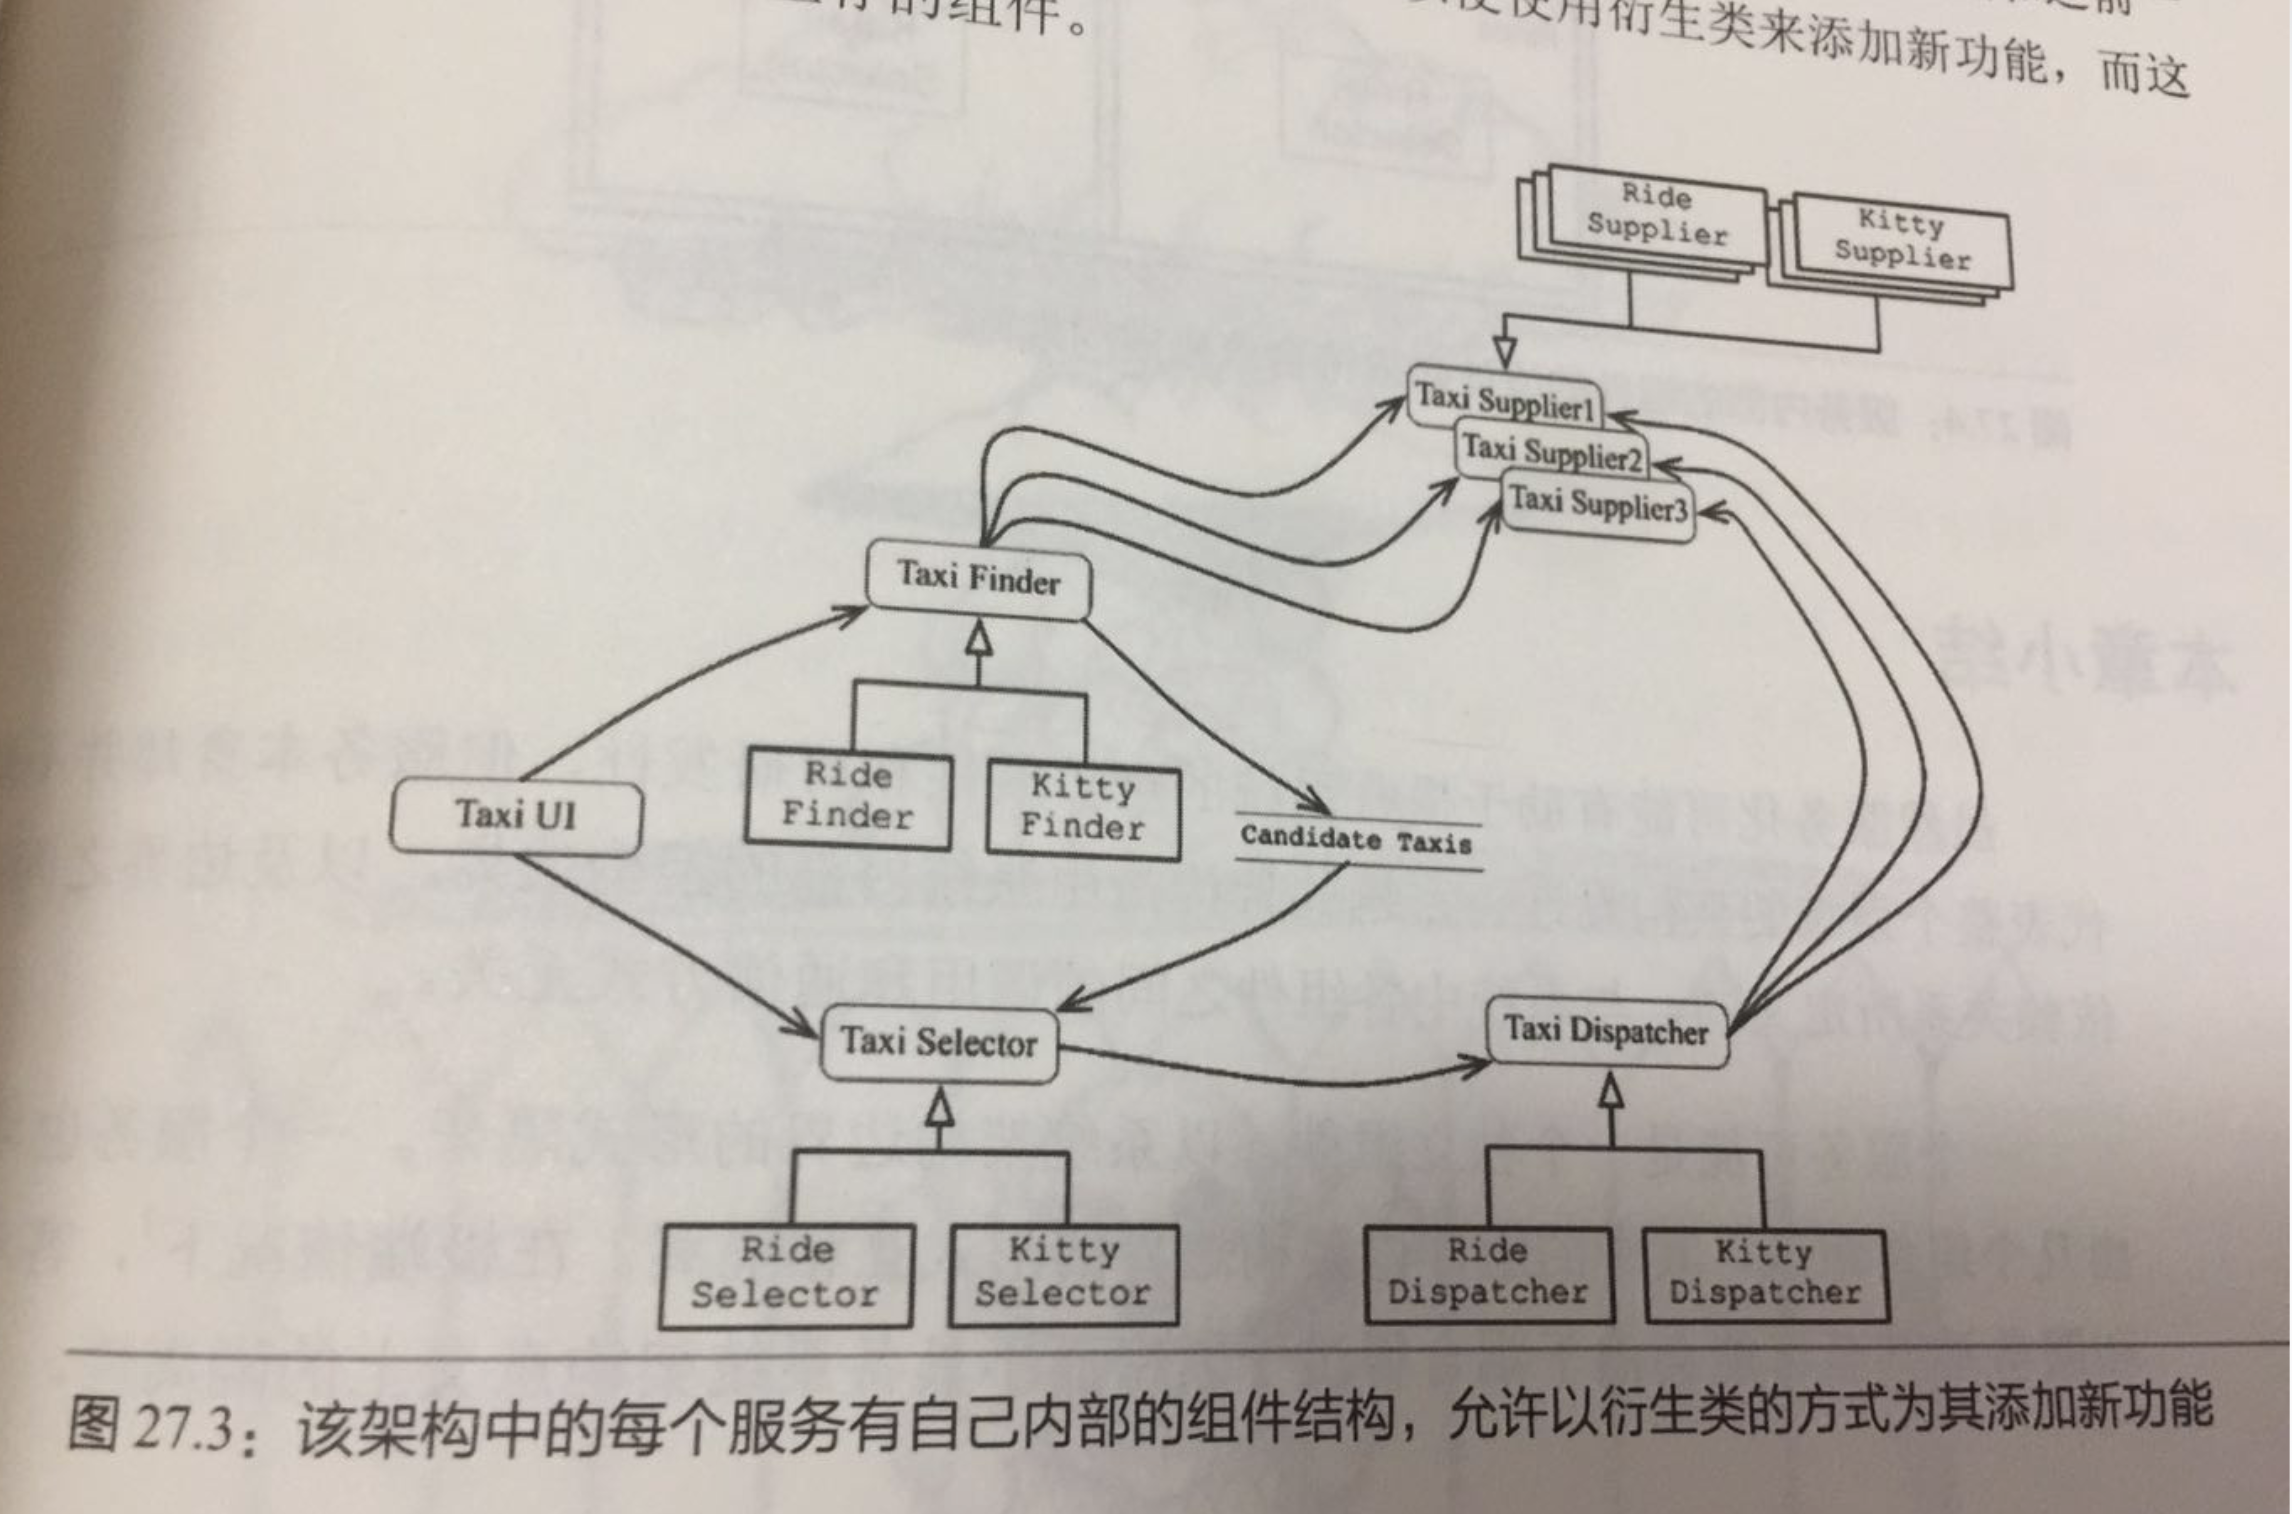 的组件。
使用衍生类来添加新功能，而这
Ride
Supplier
Kitty
Supplier
Taxi Supplier1
Taxi Supplier2
Taxi Supplier3
Taxi Finder
Ride
Finder
Kitty
Finder
Taxi UI
Candidate Taxis
Taxi Selector
Taxi Dispatcher
Ride
Selector
Kitty
Selector
Ride
Dispatcher
Kitty
Dispatcher
图 27.3：该架构中的每个服务有自己内部的组件结构，允许以衍生类的方式为其添加新功能